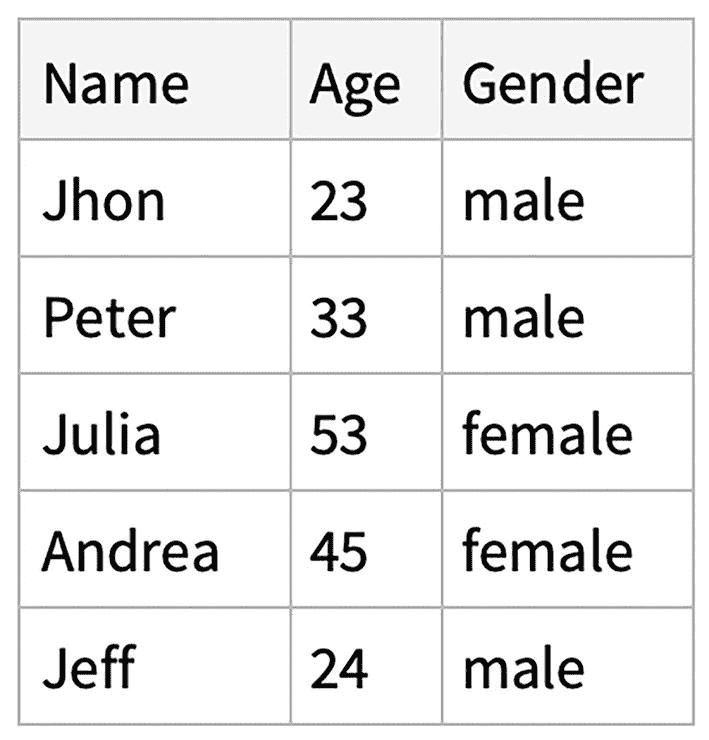 Name Age Gender
Jhon 23 male
Peter 33 male
Julia 53 female
Andrea 45 female
Jeff 24 male